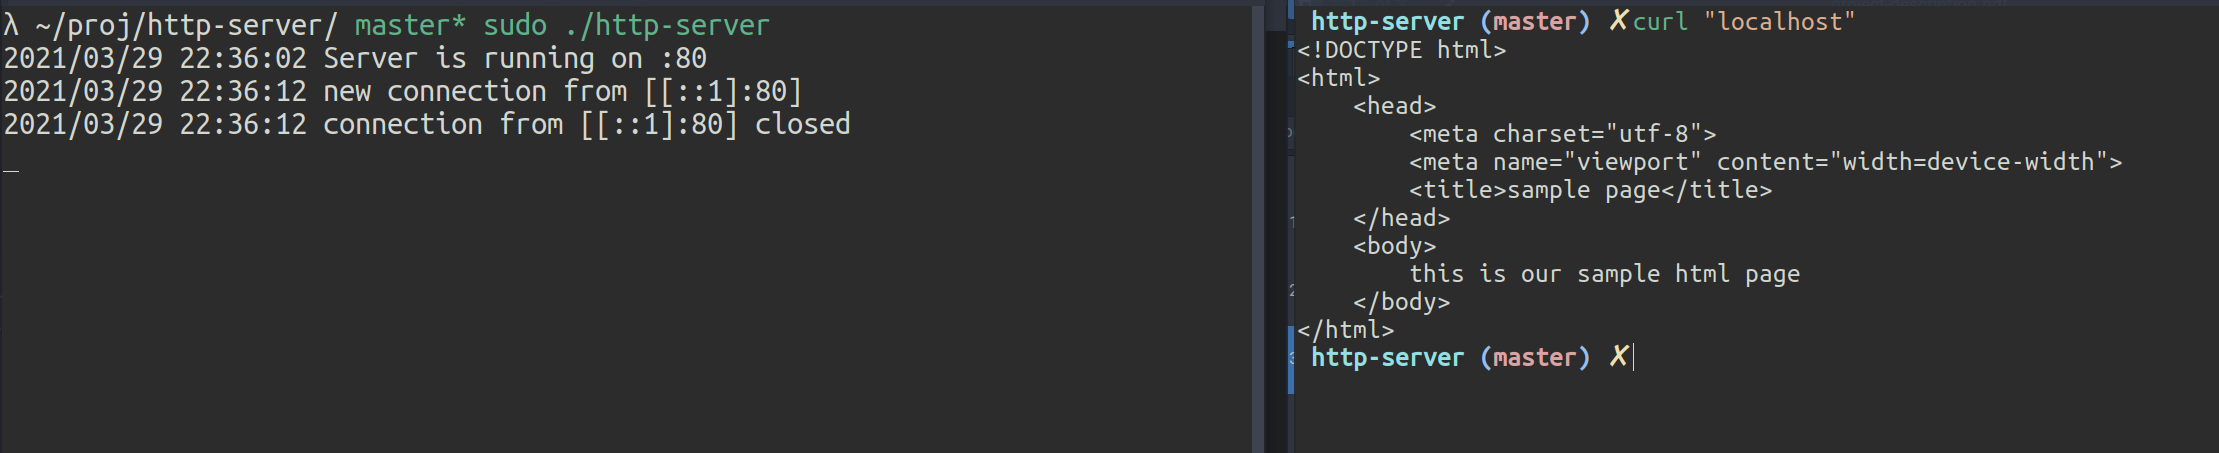 λ ~/proj/http-server/ master* sudo ./http-server
2021/03/29 22:36:02 Server is running on :80
2021/03/29 22:36:12 new connection from [[::1]:80]
2021/03/29 22:36:12 connection from [[::1]:80] closed
_
http-server (master) ✗curl "localhost"
<!DOCTYPE html>
<html>
    <head>
        <meta charset="utf-8">
        <meta name="viewport" content="width=device-width">
        <title>sample page</title>
    </head>
    <body>
        this is our sample html page
    </body>
</html>
http-server (master) ✗